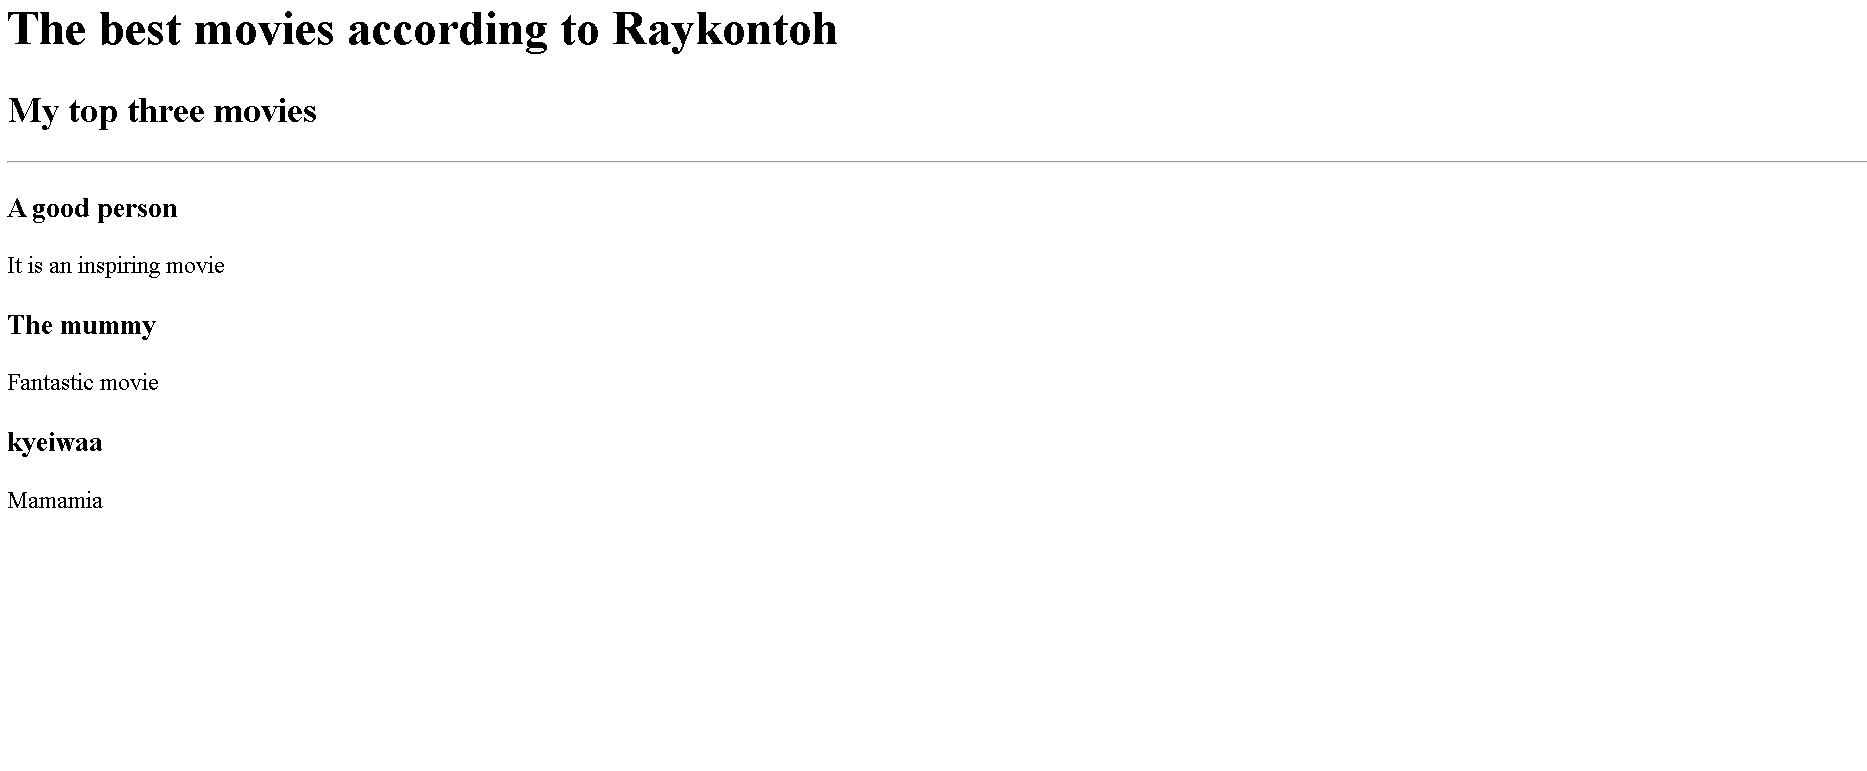 The best movies according to Raykontoh
My top three movies
A good person
It is an inspiring movie
The mummy
Fantastic movie
kyeiwaa
Mamamia